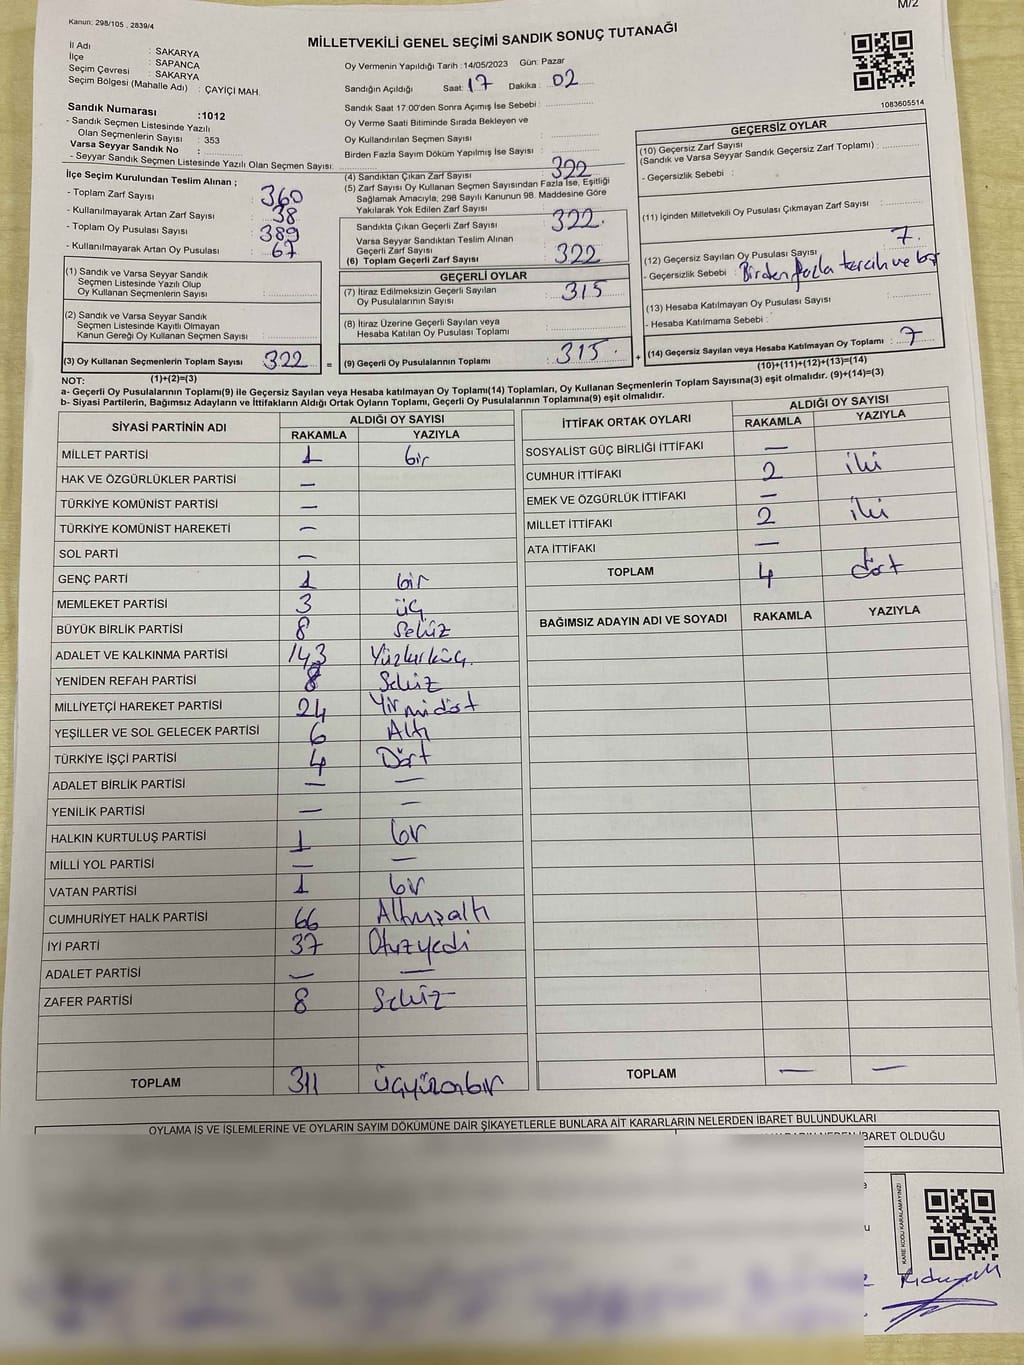 Kanun: 298/105 , 2839/4
M/2
MİLLETVEKİLİ GENEL SEÇİMİ SANDIK SONUÇ TUTANAĞI
İl Adı : SAKARYA
İlçe : SAPANCA
Seçim Çevresi : SAKARYA
Seçim Bölgesi (Mahalle Adı) : ÇAYİÇİ MAH.
Sandık Numarası :1012
- Sandık Seçmen Listesinde Yazılı
Olan Seçmenlerin Sayısı : 353
Varsa Seyyar Sandık No :
- Seyyar Sandık Seçmen Listesinde Yazılı Olan Seçmen Sayısı:
İlçe Seçim Kurulundan Teslim Alınan ;
- Toplam Zarf Sayısı : 360
- Kullanılmayarak Artan Zarf Sayısı : 38
- Toplam Oy Pusulası Sayısı : 389
- Kullanılmayarak Artan Oy Pusulası : 67
(1) Sandık ve Varsa Seyyar Sandık
Seçmen Listesinde Yazılı Olup
Oy Kullanan Seçmenlerin Sayısı :
(2) Sandık ve Varsa Seyyar Sandık
Seçmen Listesinde Kayıtlı Olmayan
Kanun Gereği Oy Kullanan Seçmen Sayısı :
(3) Oy Kullanan Seçmenlerin Toplam Sayısı 322
(1)+(2)=(3)
Oy Vermenin Yapıldığı Tarih : 14/05/2023 Gün: Pazar
Sandığın Açıldığı Saat: 17 Dakika : 02
Sandık Saat 17:00'den Sonra Açımış İse Sebebi :
Oy Verme Saati Bitiminde Sırada Bekleyen ve
Oy Kullandırılan Seçmen Sayısı :
Birden Fazla Sayım Döküm Yapılmış İse Sayısı :
(4) Sandıktan Çıkan Zarf Sayısı : 322
(5) Zarf Sayısı Oy Kullanan Seçmen Sayısından Fazla İse, Eşitliği
Sağlamak Amacıyla, 298 Sayılı Kanunun 98. Maddesine Göre
Yakılarak Yok Edilen Zarf Sayısı :
Sandıkta Çıkan Geçerli Zarf Sayısı : 322.
Varsa Seyyar Sandıktan Teslim Alınan
Geçerli Zarf Sayısı :
(6) Toplam Geçerli Zarf Sayısı : 322
GEÇERLİ OYLAR
(7) İtiraz Edilmeksizin Geçerli Sayılan
Oy Pusulalarının Sayısı : 315
(8) İtiraz Üzerine Geçerli Sayılan veya
Hesaba Katılan Oy Pusulası Toplamı :
= (9) Geçerli Oy Pusulalarının Toplamı : 315.
1083605514
GEÇERSİZ OYLAR
(10) Geçersiz Zarf Sayısı
(Sandık ve Varsa Seyyar Sandık Geçersiz Zarf Toplamı) :
- Geçersizlik Sebebi :
(11) İçinden Milletvekili Oy Pusulası Çıkmayan Zarf Sayısı :
(12) Geçersiz Sayılan Oy Pusulası Sayısı : 7.
- Geçersizlik Sebebi : Birden fazla tercih ve
(13) Hesaba Katılmayan Oy Pusulası Sayısı :
- Hesaba Katılmama Sebebi :
+ (14) Geçersiz Sayılan veya Hesaba Katılmayan Oy Toplamı : 7
(10)+(11)+(12)+(13)=(14)
NOT:
a- Geçerli Oy Pusulalarının Toplamı(9) ile Geçersiz Sayılan veya Hesaba katılmayan Oy Toplamı(14) Toplamları, Oy Kullanan Seçmenlerin Toplam Sayısına(3) eşit olmalıdır. (9)+(14)=(3)
b- Siyasi Partilerin, Bağımsız Adayların ve İttifakların Aldığı Ortak Oyların Toplamı, Geçerli Oy Pusulalarının Toplamına(9) eşit olmalıdır.
SİYASİ PARTİNİN ADI ALDIĞI OY SAYISI
RAKAMLA YAZIYLA
MİLLET PARTİSİ 1 bir
HAK VE ÖZGÜRLÜKLER PARTİSİ —
TÜRKİYE KOMÜNİST PARTİSİ —
TÜRKİYE KOMÜNİST HAREKETİ —
SOL PARTİ —
GENÇ PARTİ 1 bir
MEMLEKET PARTİSİ 3 üç
BÜYÜK BİRLİK PARTİSİ 8 Sekiz
ADALET VE KALKINMA PARTİSİ 143 Yüzkırküç.
YENİDEN REFAH PARTİSİ 8 Sekiz
MİLLİYETÇİ HAREKET PARTİSİ 24 Yirmidört
YEŞİLLER VE SOL GELECEK PARTİSİ 6 Altı
TÜRKİYE İŞÇİ PARTİSİ 4 Dört
ADALET BİRLİK PARTİSİ — —
YENİLİK PARTİSİ — —
HALKIN KURTULUŞ PARTİSİ 1 bir
MİLLİ YOL PARTİSİ — —
VATAN PARTİSİ 1 bir
CUMHURİYET HALK PARTİSİ 66 Altmışaltı
İYİ PARTİ 37 Otuzyedi
ADALET PARTİSİ — —
ZAFER PARTİSİ 8 Sekiz
TOPLAM 311 üçyüzonbir
İTTİFAK ORTAK OYLARI ALDIĞI OY SAYISI
RAKAMLA YAZIYLA
SOSYALİST GÜÇ BİRLİĞİ İTTİFAKI —
CUMHUR İTTİFAKI 2 iki
EMEK VE ÖZGÜRLÜK İTTİFAKI —
MİLLET İTTİFAKI 2 iki
ATA İTTİFAKI —
TOPLAM 4 dört
BAĞIMSIZ ADAYIN ADI VE SOYADI RAKAMLA YAZIYLA
TOPLAM — —
OYLAMA İŞ VE İŞLEMLERİNE VE OYLARIN SAYIM DÖKÜMÜNE DAİR ŞİKAYETLERLE BUNLARA AİT KARARLARIN NELERDEN İBARET BULUNDUKLARI
İBARET OLDUĞU
KARE KODU KARALAMAYINIZ!